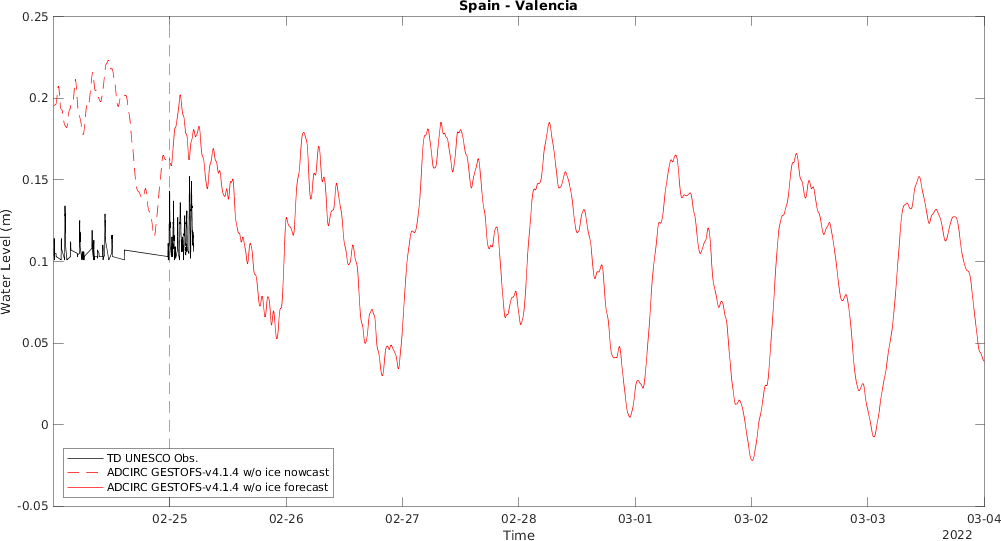 Spain - Valencia
0.25
0.2
0.15
0.1
0.05
0
-0.05
Water Level (m)
TD UNESCO Obs.
ADCIRC GESTOFS-v4.1.4 w/o ice nowcast
ADCIRC GESTOFS-v4.1.4 w/o ice forecast
02-25 02-26 02-27 02-28 03-01 03-02 03-03 03-04
Time
2022